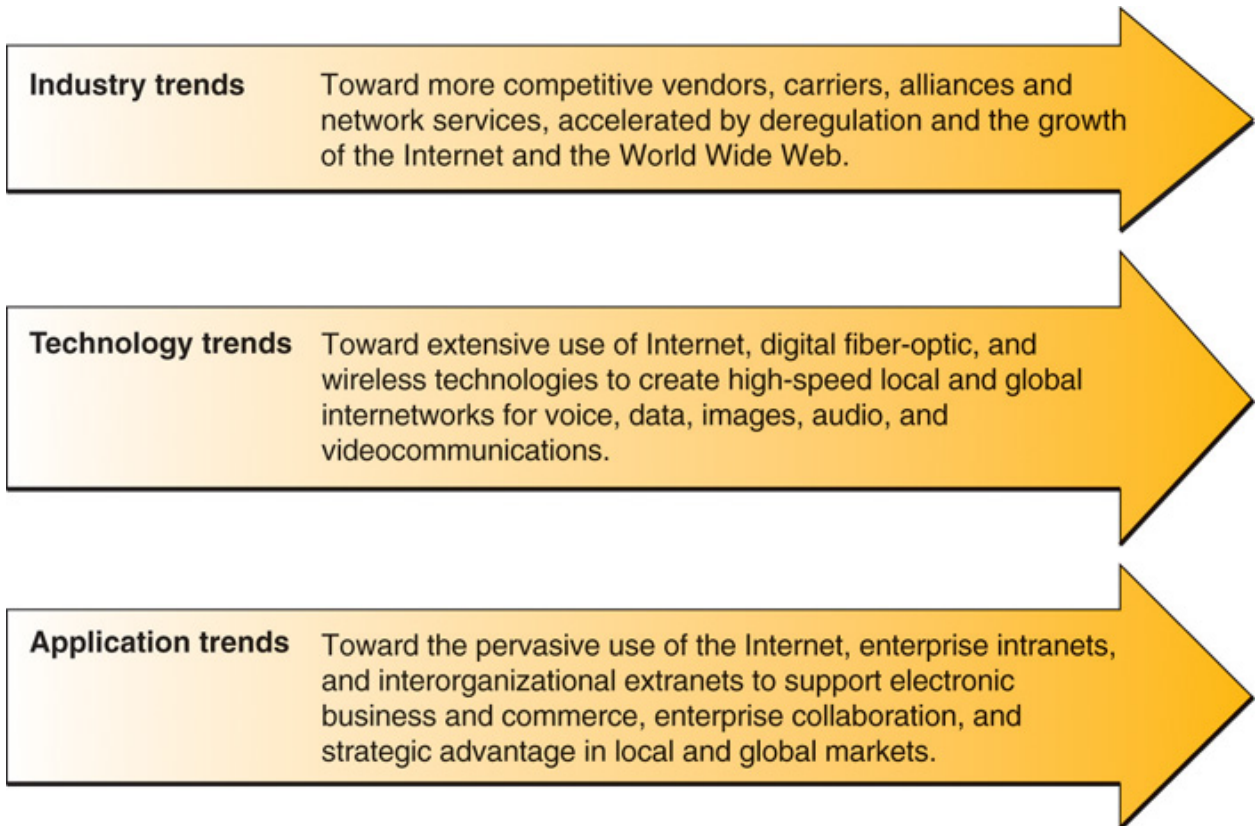 Industry trends
Toward more competitive vendors, carriers, alliances and
network services, accelerated by deregulation and the growth
of the Internet and the World Wide Web.
Technology trends
Toward extensive use of Internet, digital fiber-optic, and
wireless technologies to create high-speed local and global
internetworks for voice, data, images, audio, and
videocommunications.
Application trends
Toward the pervasive use of the Internet, enterprise intranets,
and interorganizational extranets to support electronic
business and commerce, enterprise collaboration, and
strategic advantage in local and global markets.